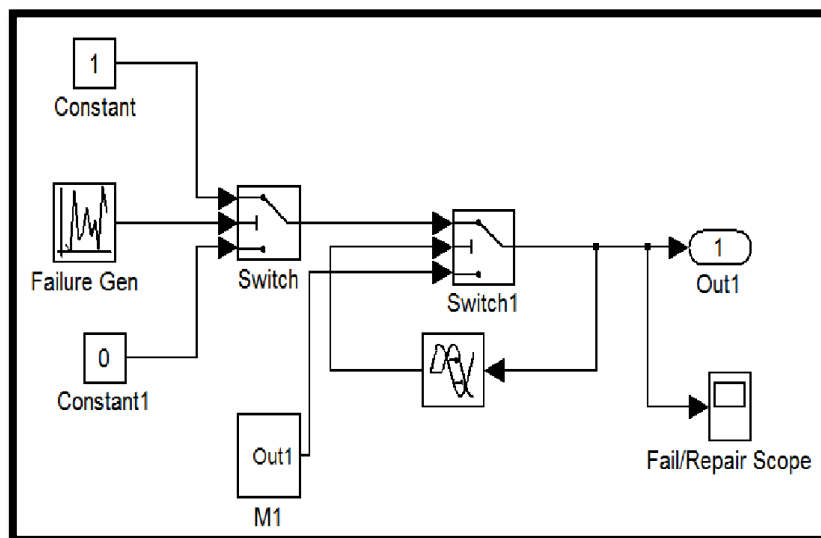 1
Constant
Failure Gen
Switch
0
Constant1
Out1
M1
Switch1
1
Out1
Fail/Repair Scope